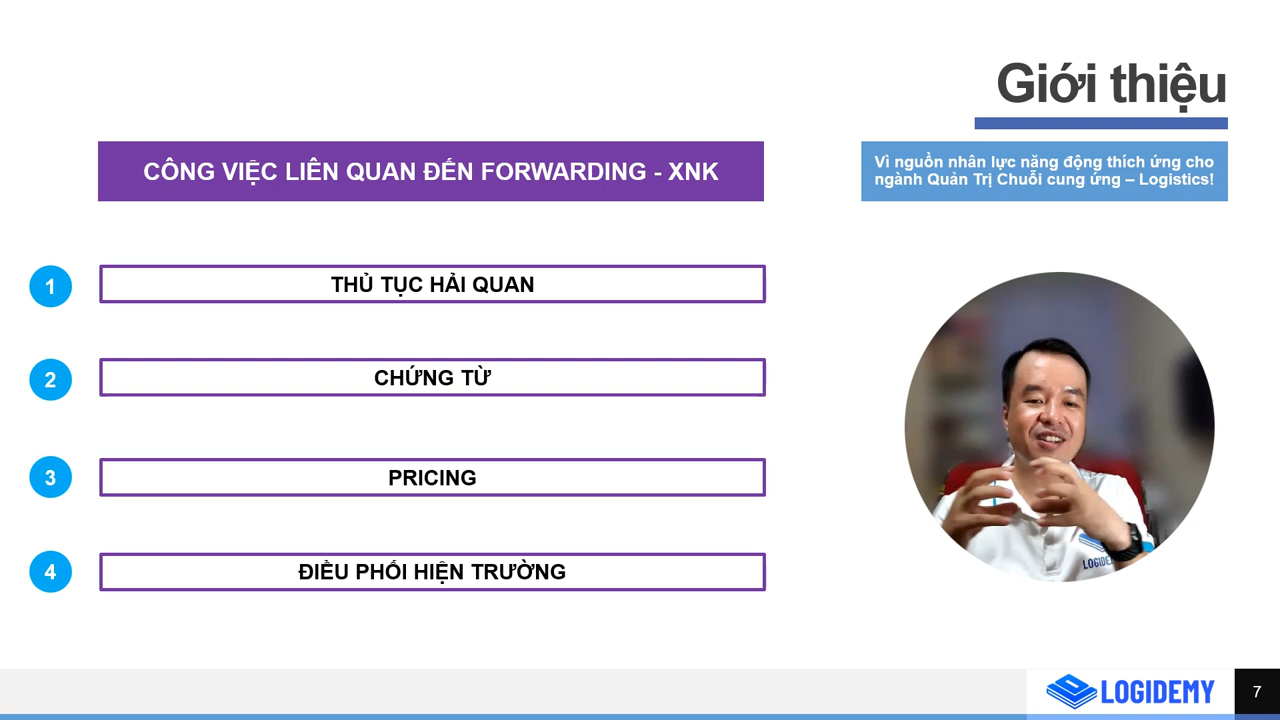 Giới thiệu
CÔNG VIỆC LIÊN QUAN ĐẾN FORWARDING - XNK
Vì nguồn nhân lực năng động thích ứng cho
ngành Quản Trị Chuỗi cung ứng – Logistics!
1
THỦ TỤC HẢI QUAN
2
CHỨNG TỪ
3
PRICING
4
ĐIỀU PHỐI HIỆN TRƯỜNG
LOGIDEMY
7